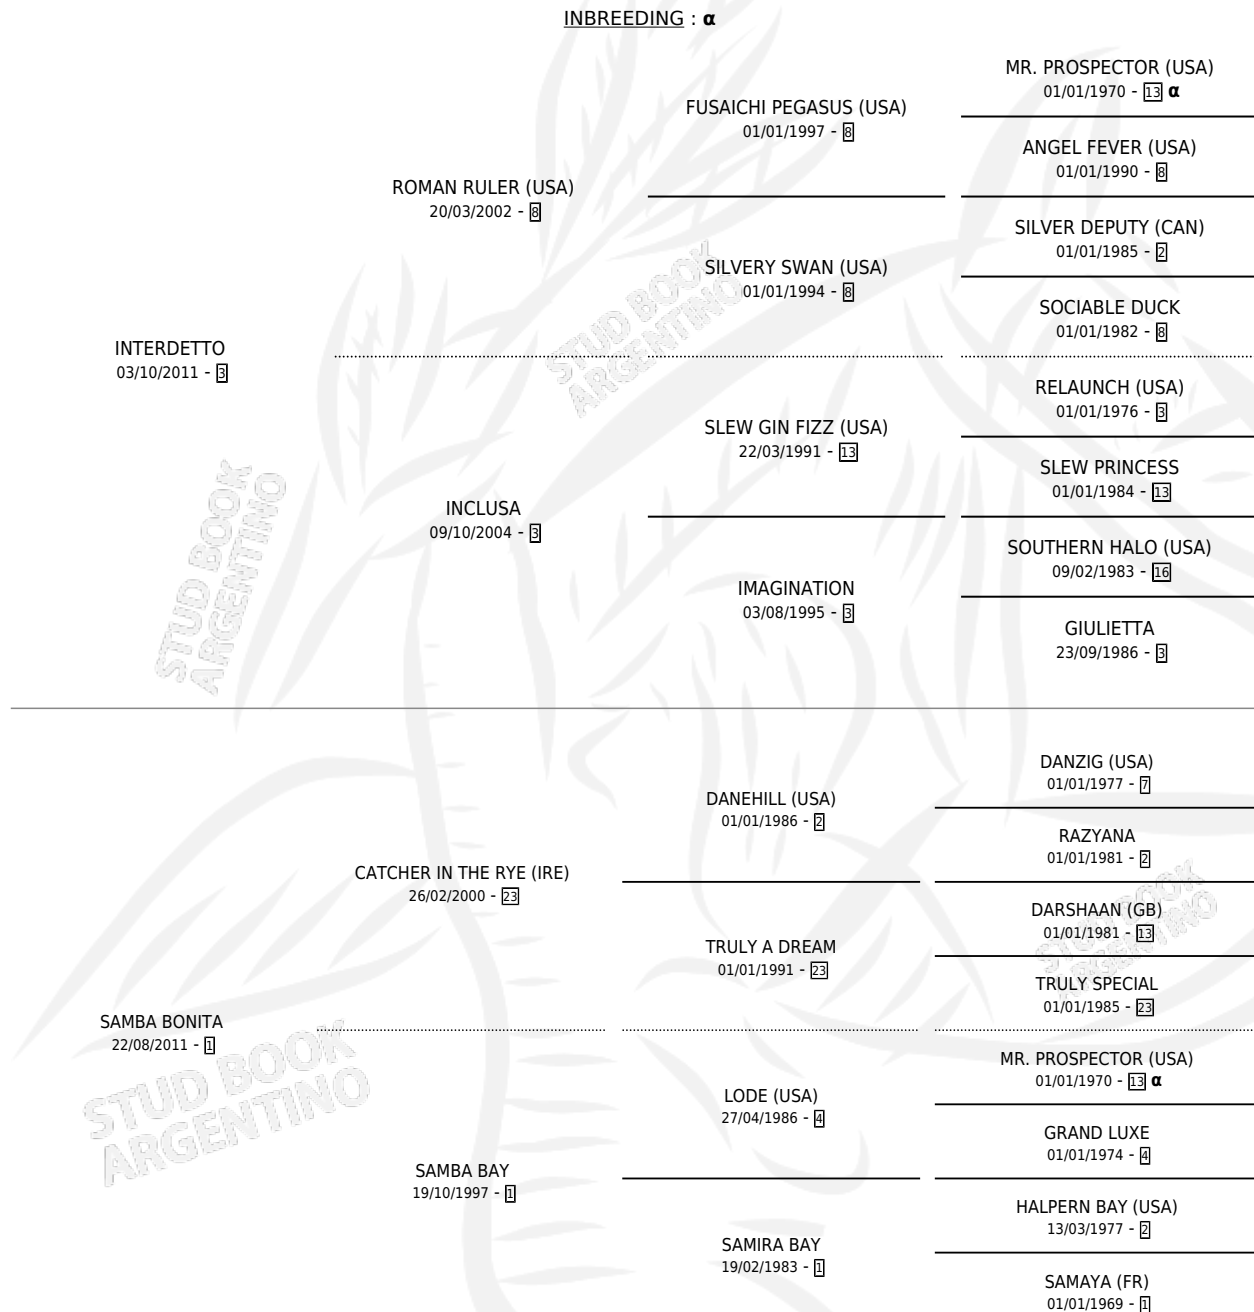 INBREEDING : α
MR. PROSPECTOR (USA)
01/01/1970 - 13 α
FUSAICHI PEGASUS (USA)
01/01/1997 - 8
ANGEL FEVER (USA)
01/01/1990 - 8
ROMAN RULER (USA)
20/03/2002 - 8
SILVER DEPUTY (CAN)
01/01/1985 - 2
SILVERY SWAN (USA)
01/01/1994 - 8
SOCIABLE DUCK
01/01/1982 - 8
STUD BOOK
ARGENTINO
INTERDETTO
03/10/2011 - 3
RELAUNCH (USA)
01/01/1976 - 3
SLEW GIN FIZZ (USA)
22/03/1991 - 13
SLEW PRINCESS
01/01/1984 - 13
INCLUSA
09/10/2004 - 3
SOUTHERN HALO (USA)
09/02/1983 - 16
IMAGINATION
03/08/1995 - 3
GIULIETTA
23/09/1986 - 3
STUD BOOK
ARGENTINO
DANZIG (USA)
01/01/1977 - 7
DANEHILL (USA)
01/01/1986 - 2
RAZYANA
01/01/1981 - 2
CATCHER IN THE RYE (IRE)
26/02/2000 - 23
DARSHAAN (GB)
01/01/1981 - 13
TRULY A DREAM
01/01/1991 - 23
TRULY SPECIAL
01/01/1985 - 23
STUD BOOK
ARGENTINO
SAMBA BONITA
22/08/2011 - 1
MR. PROSPECTOR (USA)
01/01/1970 - 13 α
LODE (USA)
27/04/1986 - 4
GRAND LUXE
01/01/1974 - 4
STUD BOOK
ARGENTINO
SAMBA BAY
19/10/1997 - 1
HALPERN BAY (USA)
13/03/1977 - 2
SAMIRA BAY
19/02/1983 - 1
SAMAYA (FR)
01/01/1969 - 1